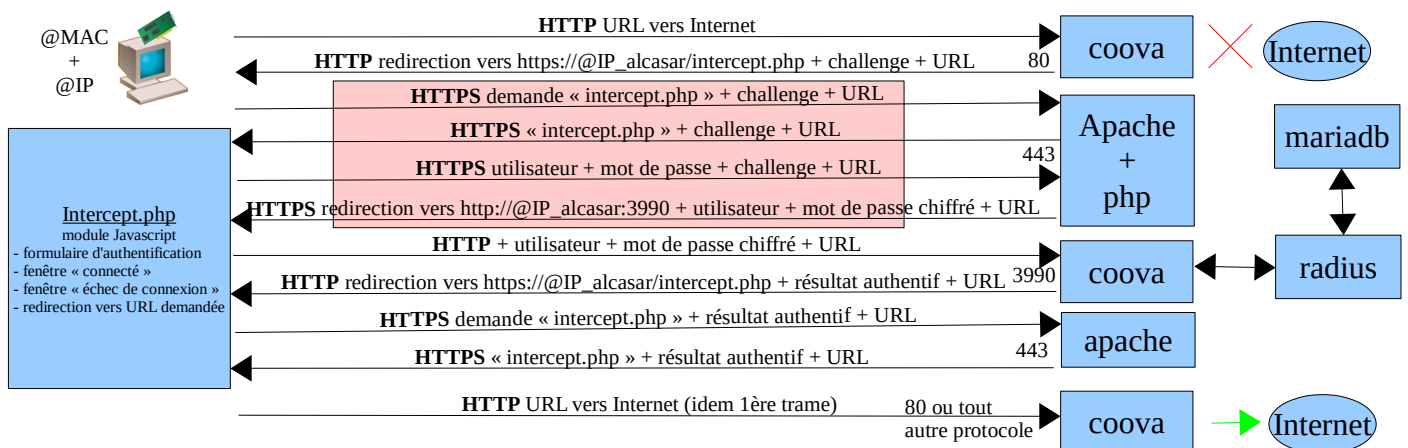 @MAC
+
@IP
HTTP URL vers Internet
coova
Internet
HTTP redirection vers https://@IP_alcasar/intercept.php + challenge + URL
80
HTTPS demande « intercept.php » + challenge + URL
HTTPS « intercept.php » + challenge + URL
HTTPS utilisateur + mot de passe + challenge + URL
HTTPS redirection vers http://@IP_alcasar:3990 + utilisateur + mot de passe chiffré + URL
443
Apache
+
php
mariadb
Intercept.php
module Javascript
- formulaire d'authentification
- fenêtre « connecté »
- fenêtre « échec de connexion »
- redirection vers URL demandée
HTTP + utilisateur + mot de passe chiffré + URL
HTTP redirection vers https://@IP_alcasar/intercept.php + résultat authentif + URL
3990
coova
radius
HTTPS demande « intercept.php » + résultat authentif + URL
HTTPS « intercept.php » + résultat authentif + URL
443
apache
HTTP URL vers Internet (idem 1ère trame)
80 ou tout
autre protocole
coova
Internet